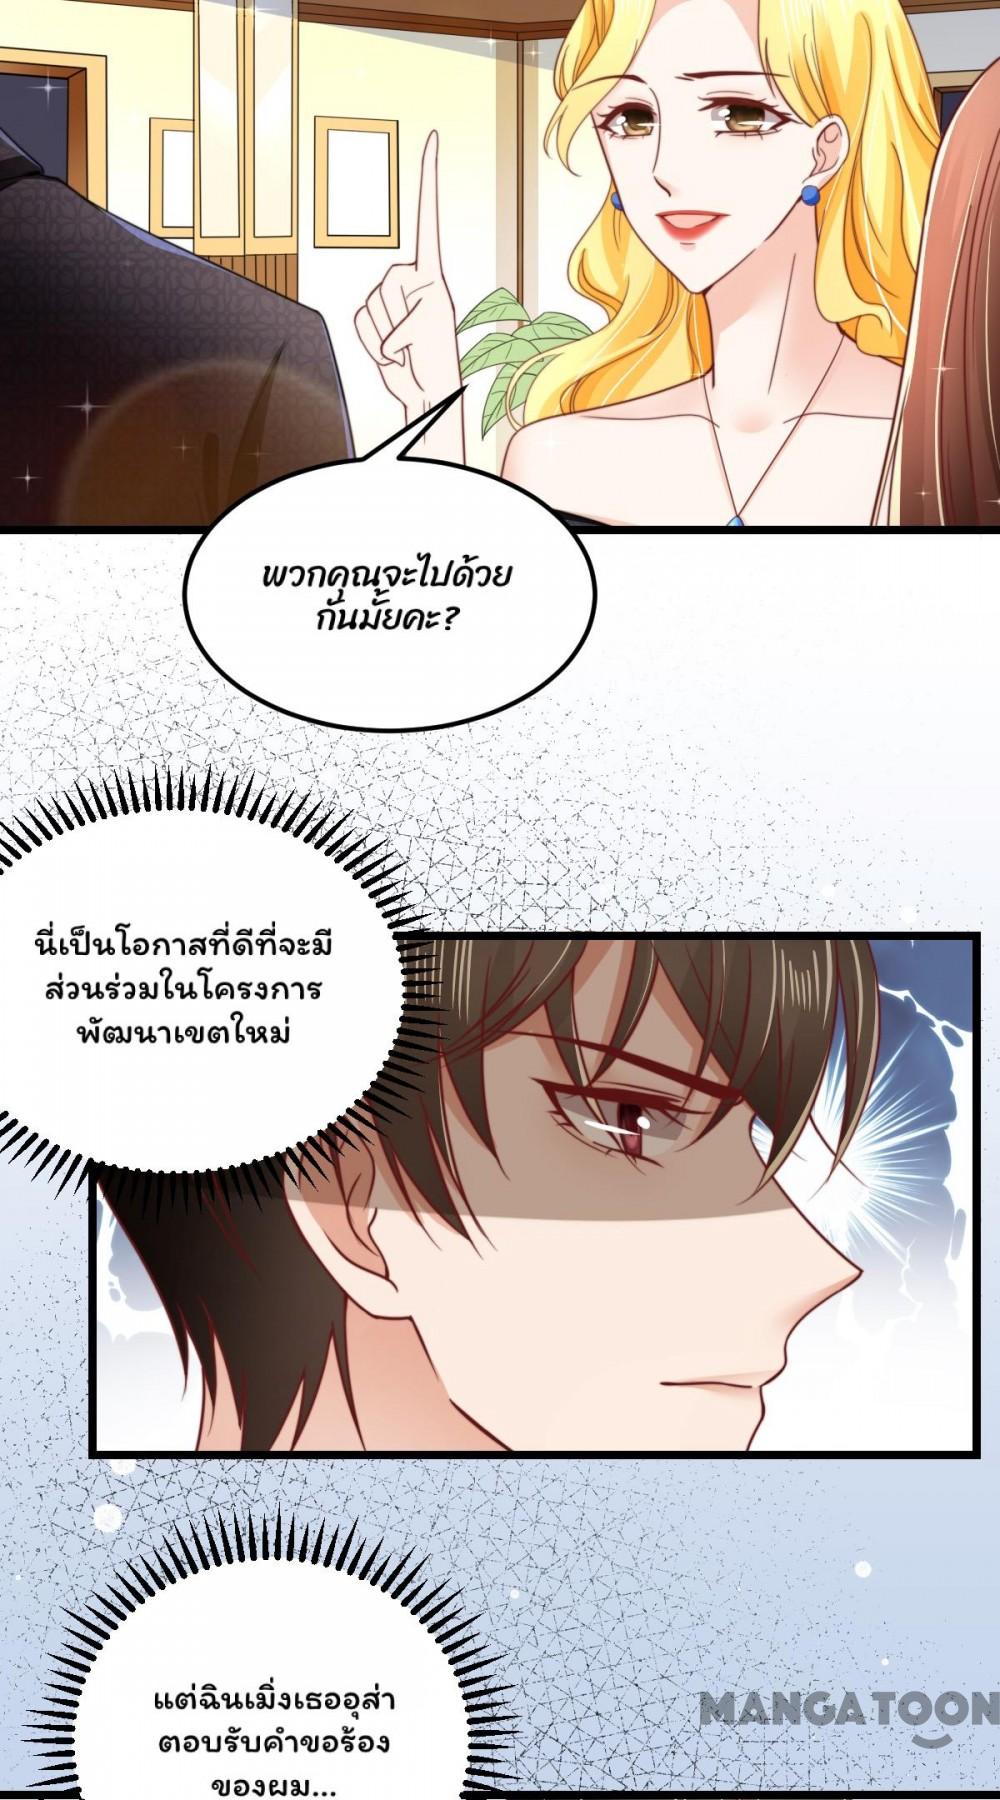 พวกคุณจะไปด้วย
กันมั้ยคะ?
นี่เป็นโอกาสที่ดีที่จะมี
ส่วนร่วมในโครงการ
พัฒนาเขตใหม่
แต่ฉินเมิ่งเธออุส่า
ตอบรับคำขอร้อง
ของผม...
MANGATOON